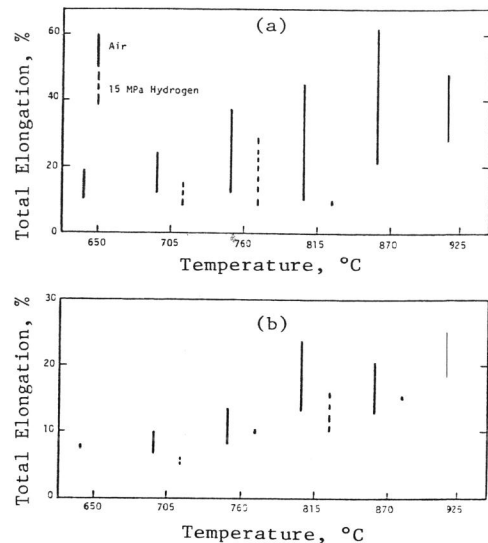 (a)
60
Air
15 MPa Hydrogen
40
20
0
650 705 760 815 870 925
Total Elongation, %
Temperature, °C
(b)
30
20
10
0
650 705 760 815 870 925
Total Elongation, %
Temperature, °C